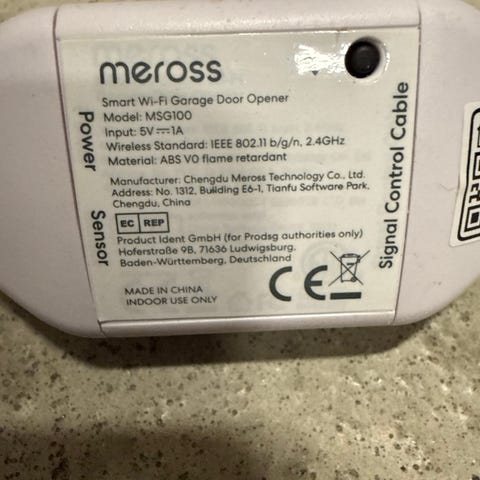 meross
Smart Wi-Fi Garage Door Opener
Model: MSG100
Input: 5V⎓1A
Wireless Standard: IEEE 802.11 b/g/n, 2.4GHz
Material: ABS V0 flame retardant
Manufacturer: Chengdu Meross Technology Co., Ltd.
Address: No. 1312, Building E6-1, Tianfu Software Park,
Chengdu, China
EC REP
Product Ident GmbH (for Prodsg authorities only)
Hoferstraße 9B, 71636 Ludwigsburg,
Baden-Württemberg, Deutschland
MADE IN CHINA
INDOOR USE ONLY
CE
Power
Sensor
Signal Control Cable